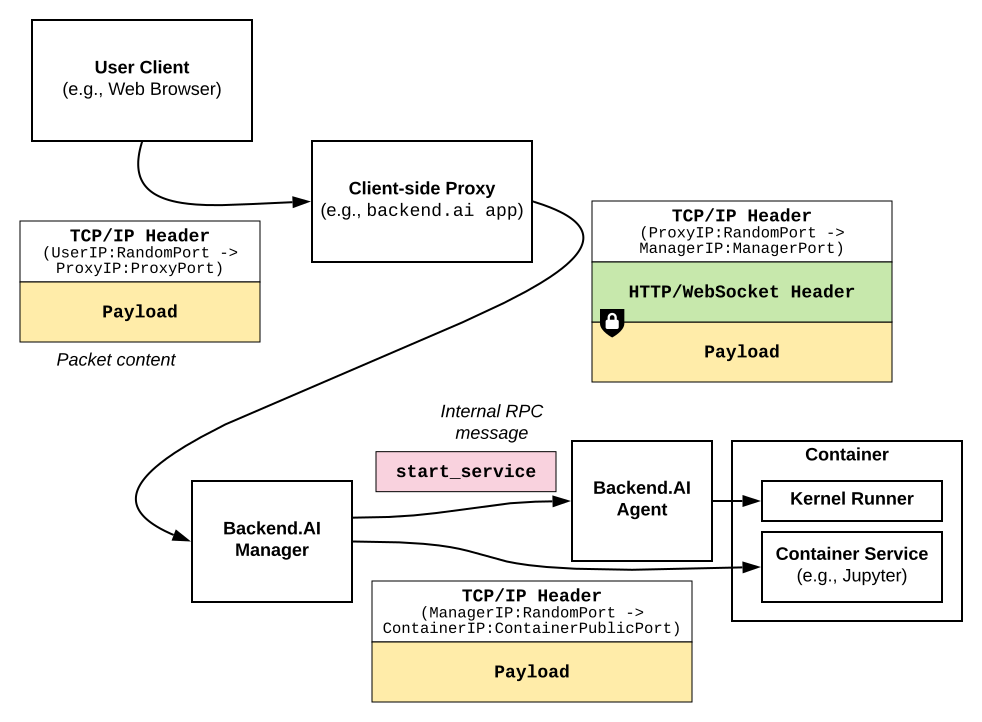 User Client
(e.g., Web Browser)
Client-side Proxy
(e.g., backend.ai app)
TCP/IP Header
(UserIP:RandomPort ->
ProxyIP:ProxyPort)
Payload
Packet content
TCP/IP Header
(ProxyIP:RandomPort ->
ManagerIP:ManagerPort)
HTTP/WebSocket Header
Payload
Internal RPC
message
start_service
Backend.AI
Manager
Backend.AI
Agent
Container
Kernel Runner
Container Service
(e.g., Jupyter)
TCP/IP Header
(ManagerIP:RandomPort ->
ContainerIP:ContainerPublicPort)
Payload